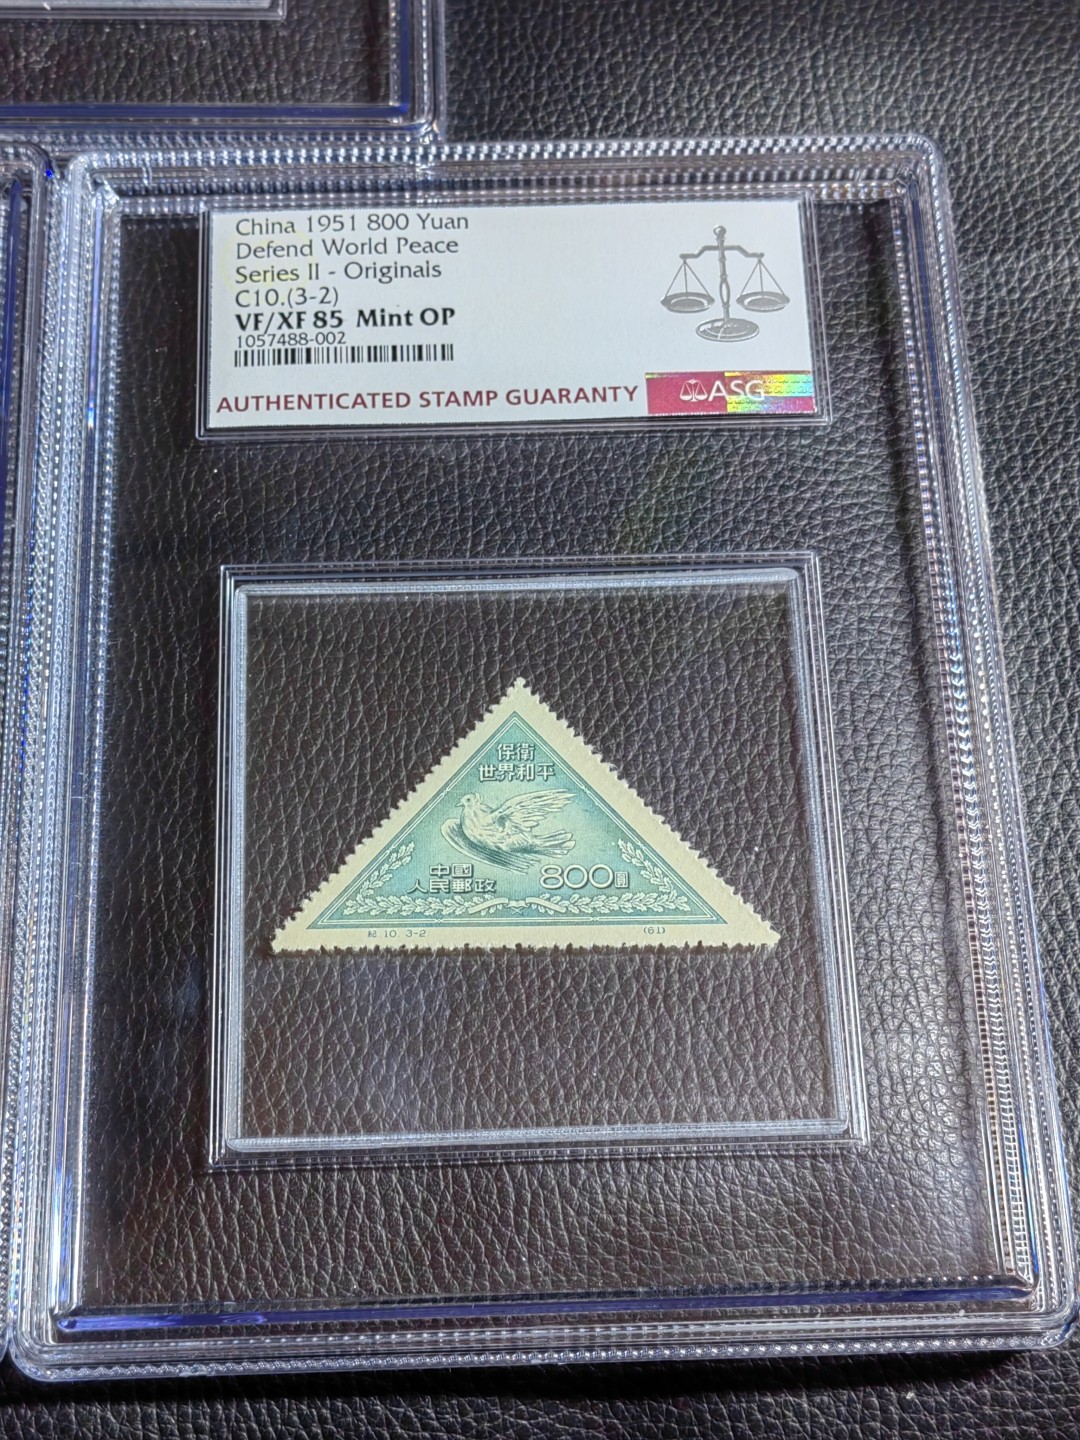 China 1951 800 Yuan
Defend World Peace
Series II - Originals
C10.(3-2)
VF/XF 85 Mint OP
1057488-002
AUTHENTICATED STAMP GUARANTY
ASG
保衛
世界和平
中國
人民郵政
800圓
紀.10. 3-2
(61)